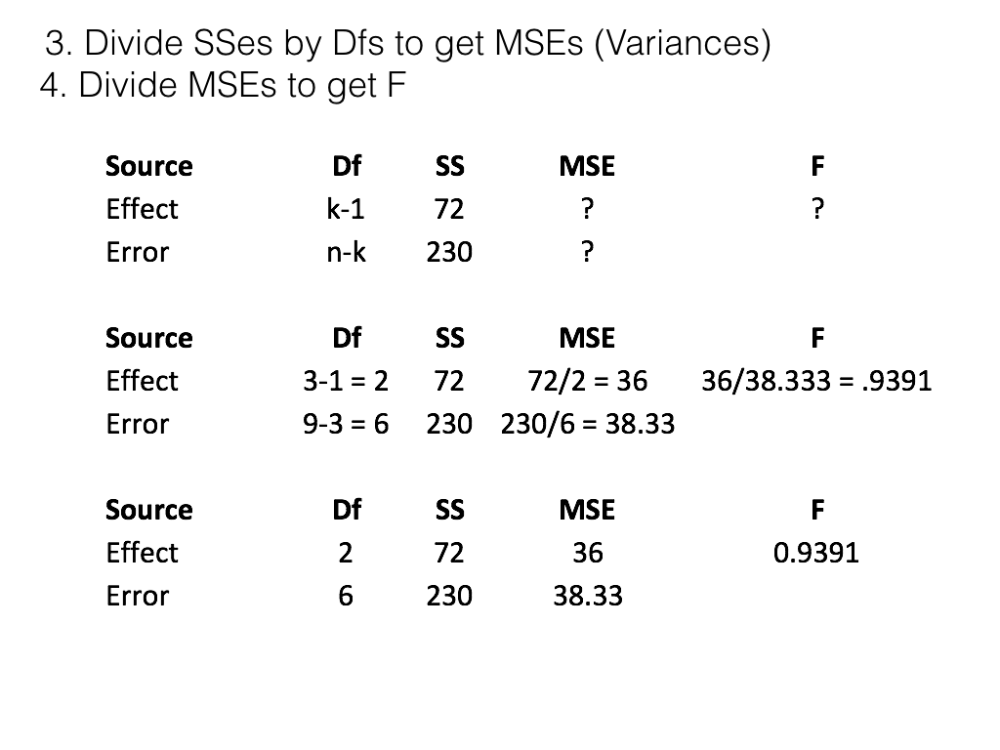 3. Divide SSes by Dfs to get MSEs (Variances)
4. Divide MSEs to get F
Source Df SS MSE F
Effect k-1 72 ? ?
Error n-k 230 ?
Source Df SS MSE F
Effect 3-1 = 2 72 72/2 = 36 36/38.333 = .9391
Error 9-3 = 6 230 230/6 = 38.33
Source Df SS MSE F
Effect 2 72 36 0.9391
Error 6 230 38.33